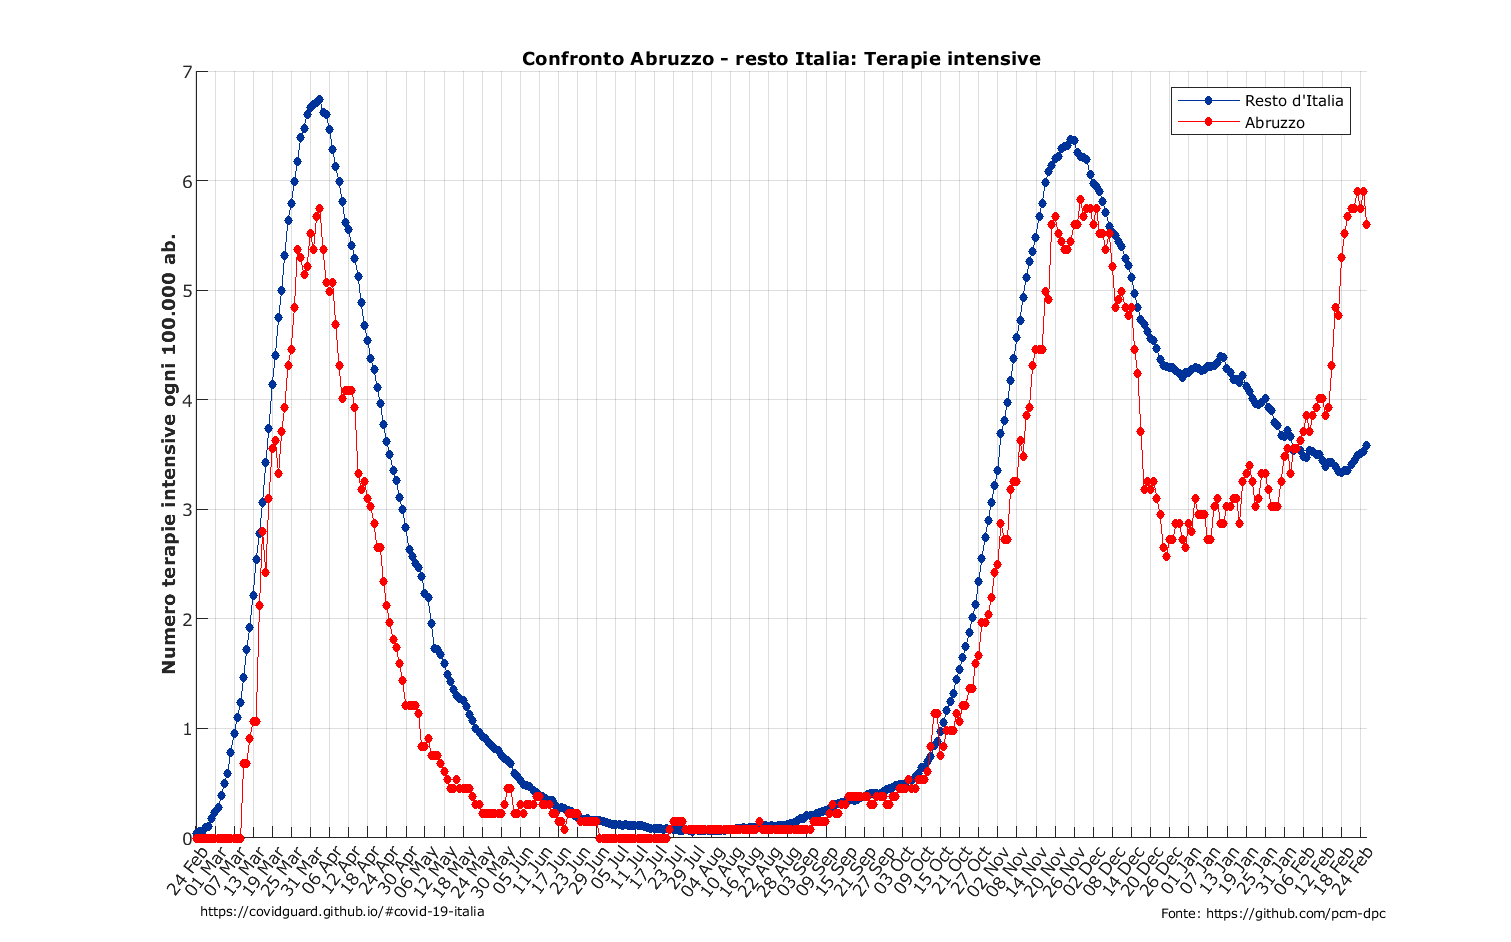 Confronto Abruzzo - resto Italia: Terapie intensive
7
6
5
4
3
2
1
0
Numero terapie intensive ogni 100.000 ab.
Resto d'Italia
Abruzzo
24 Feb
01 Mar
07 Mar
13 Mar
19 Mar
25 Mar
31 Mar
06 Apr
12 Apr
18 Apr
24 Apr
30 Apr
06 May
12 May
18 May
24 May
30 May
05 Jun
11 Jun
17 Jun
23 Jun
29 Jun
05 Jul
11 Jul
17 Jul
23 Jul
29 Jul
04 Aug
10 Aug
16 Aug
22 Aug
28 Aug
03 Sep
09 Sep
15 Sep
21 Sep
27 Sep
03 Oct
09 Oct
15 Oct
21 Oct
27 Oct
02 Nov
08 Nov
14 Nov
20 Nov
26 Nov
02 Dec
08 Dec
14 Dec
20 Dec
26 Dec
01 Jan
07 Jan
13 Jan
19 Jan
25 Jan
31 Jan
06 Feb
12 Feb
18 Feb
24 Feb
https://covidguard.github.io/#covid-19-italia
Fonte: https://github.com/pcm-dpc